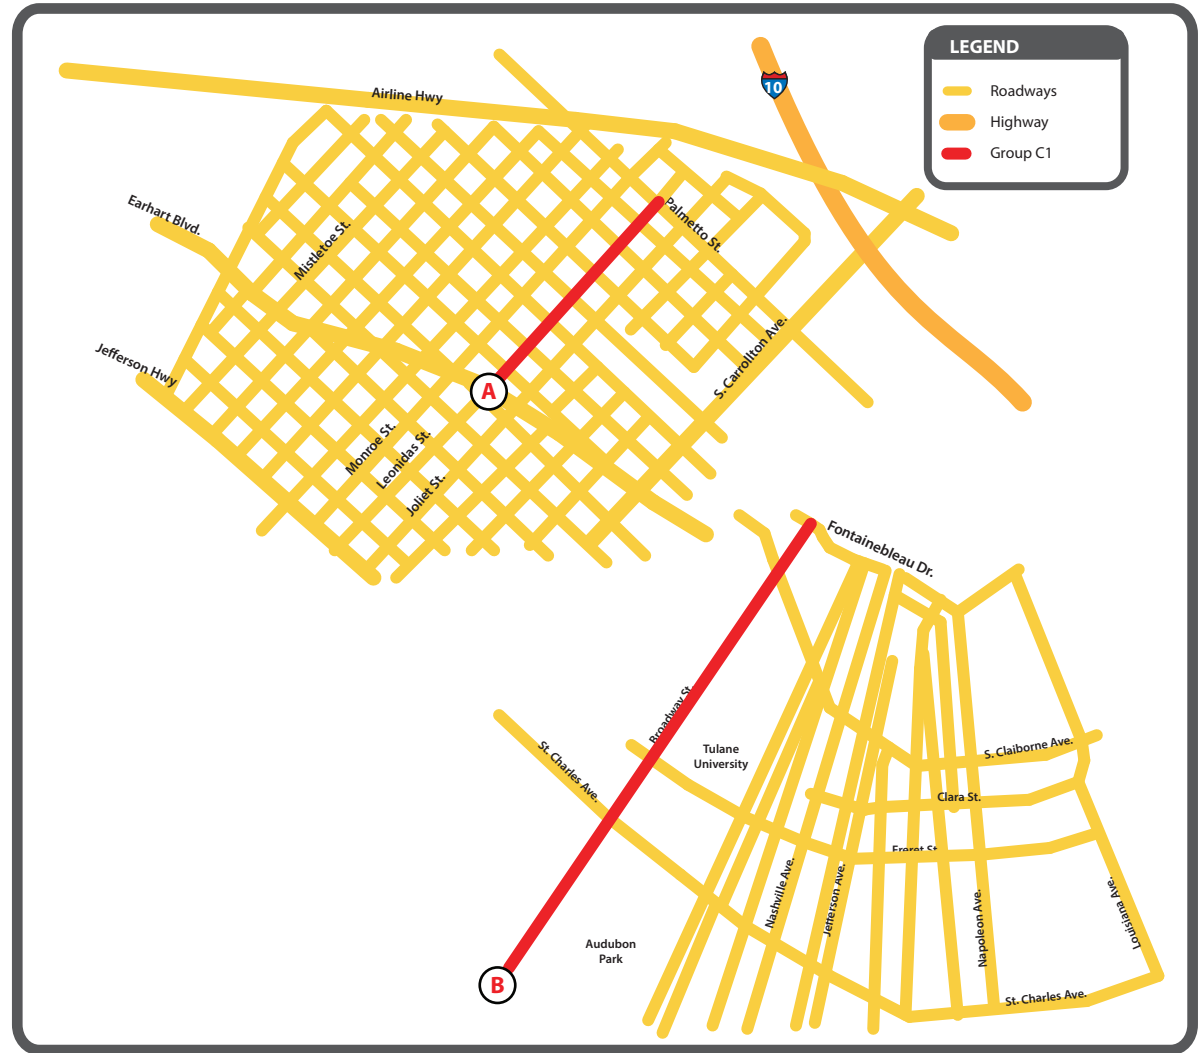 LEGEND
Roadways
Highway
Group C1
10
Airline Hwy
Earhart Blvd.
Mistletoe St.
Palmetto St.
Jefferson Hwy
S. Carrollton Ave.
A
Monroe St.
Leonidas St.
Joliet St.
Fontainebleau Dr.
Broadway St.
Tulane
University
St. Charles Ave.
S. Claiborne Ave.
Clara St.
Freret St.
Nashville Ave.
Jefferson Ave.
Napoleon Ave.
Louisiana Ave.
Audubon
Park
B
St. Charles Ave.